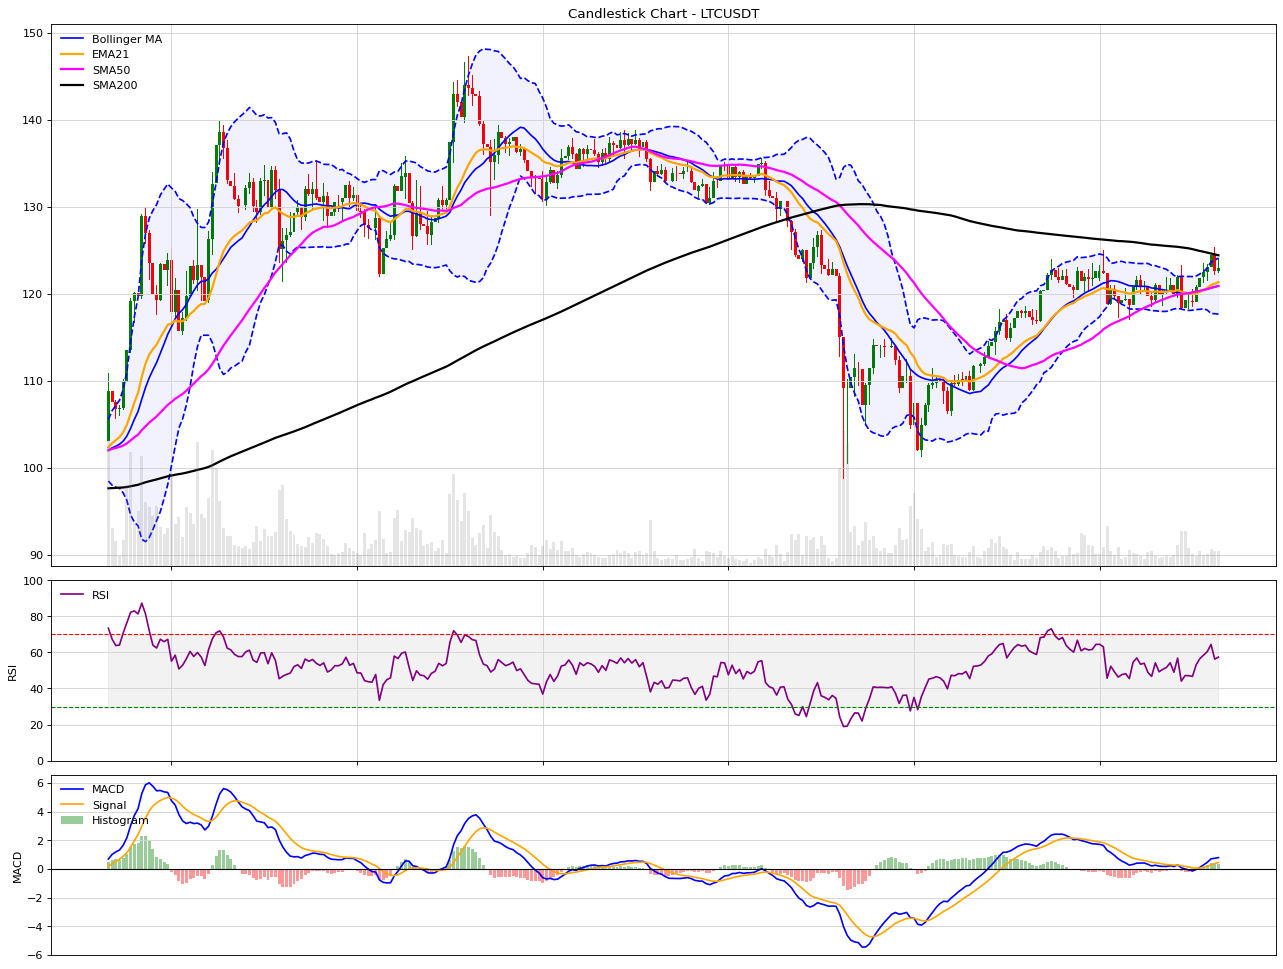 Candlestick Chart - LTCUSDT
150
140
130
120
110
100
90
Bollinger MA
EMA21
SMA50
SMA200
100
80
60
40
20
0
RSI
RSI
6
4
2
0
−2
−4
−6
MACD
MACD
Signal
Histogram